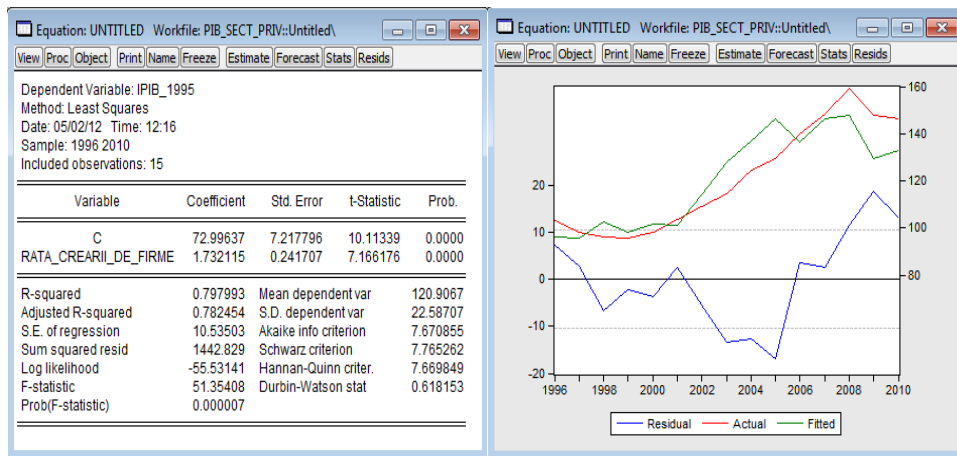 Equation: UNTITLED Workfile: PIB_SECT_PRIV::Untitled\
View Proc Object Print Name Freeze Estimate Forecast Stats Resids
Dependent Variable: IPIB_1995
Method: Least Squares
Date: 05/02/12 Time: 12:16
Sample: 1996 2010
Included observations: 15
Variable Coefficient Std. Error t-Statistic Prob.
C 72.99637 7.217796 10.11339 0.0000
RATA_CREARII_DE_FIRME 1.732115 0.241707 7.166176 0.0000
R-squared 0.797993 Mean dependent var 120.9067
Adjusted R-squared 0.782454 S.D. dependent var 22.58707
S.E. of regression 10.53503 Akaike info criterion 7.670855
Sum squared resid 1442.829 Schwarz criterion 7.765262
Log likelihood -55.53141 Hannan-Quinn criter. 7.669849
F-statistic 51.35408 Durbin-Watson stat 0.618153
Prob(F-statistic) 0.000007
Equation: UNTITLED Workfile: PIB_SECT_PRIV::Untitled\
View Proc Object Print Name Freeze Estimate Forecast Stats Resids
160
140
20 120
10 100
0 80
-10
-20
1996 1998 2000 2002 2004 2006 2008 2010
Residual Actual Fitted